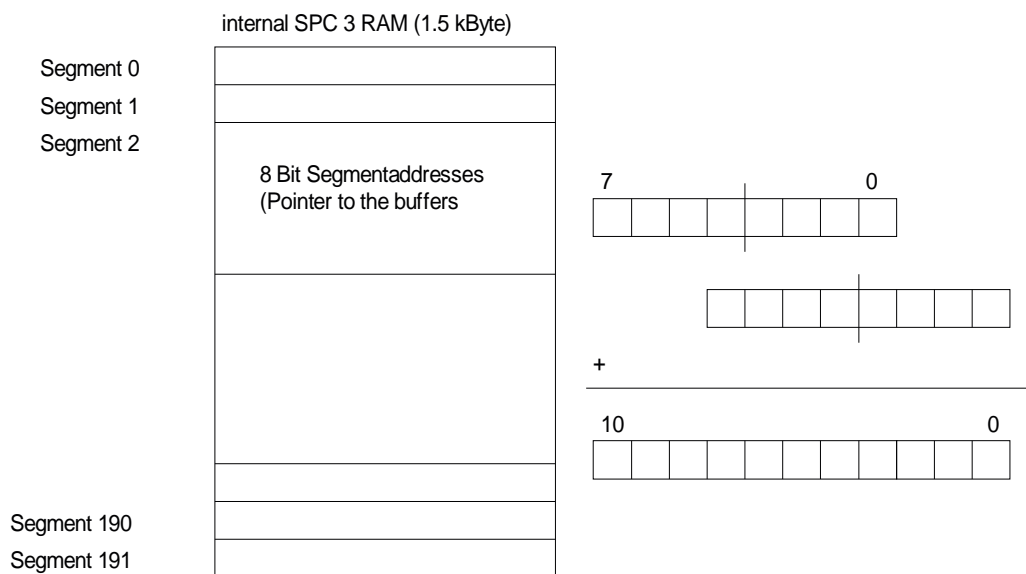 internal SPC 3 RAM (1.5 kByte)
Segment 0
Segment 1
Segment 2
8 Bit Segmentaddresses
(Pointer to the buffers
7 0
+
10 0
Segment 190
Segment 191